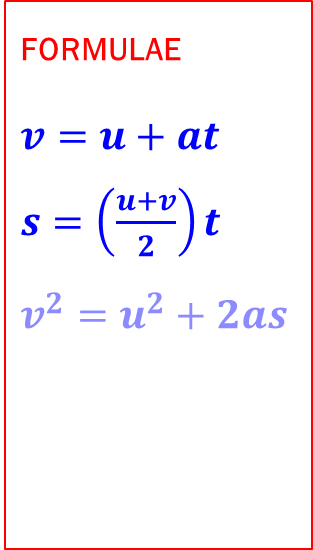 FORMULAE
v = u + at
s = (u+v/2) t
v² = u² + 2as